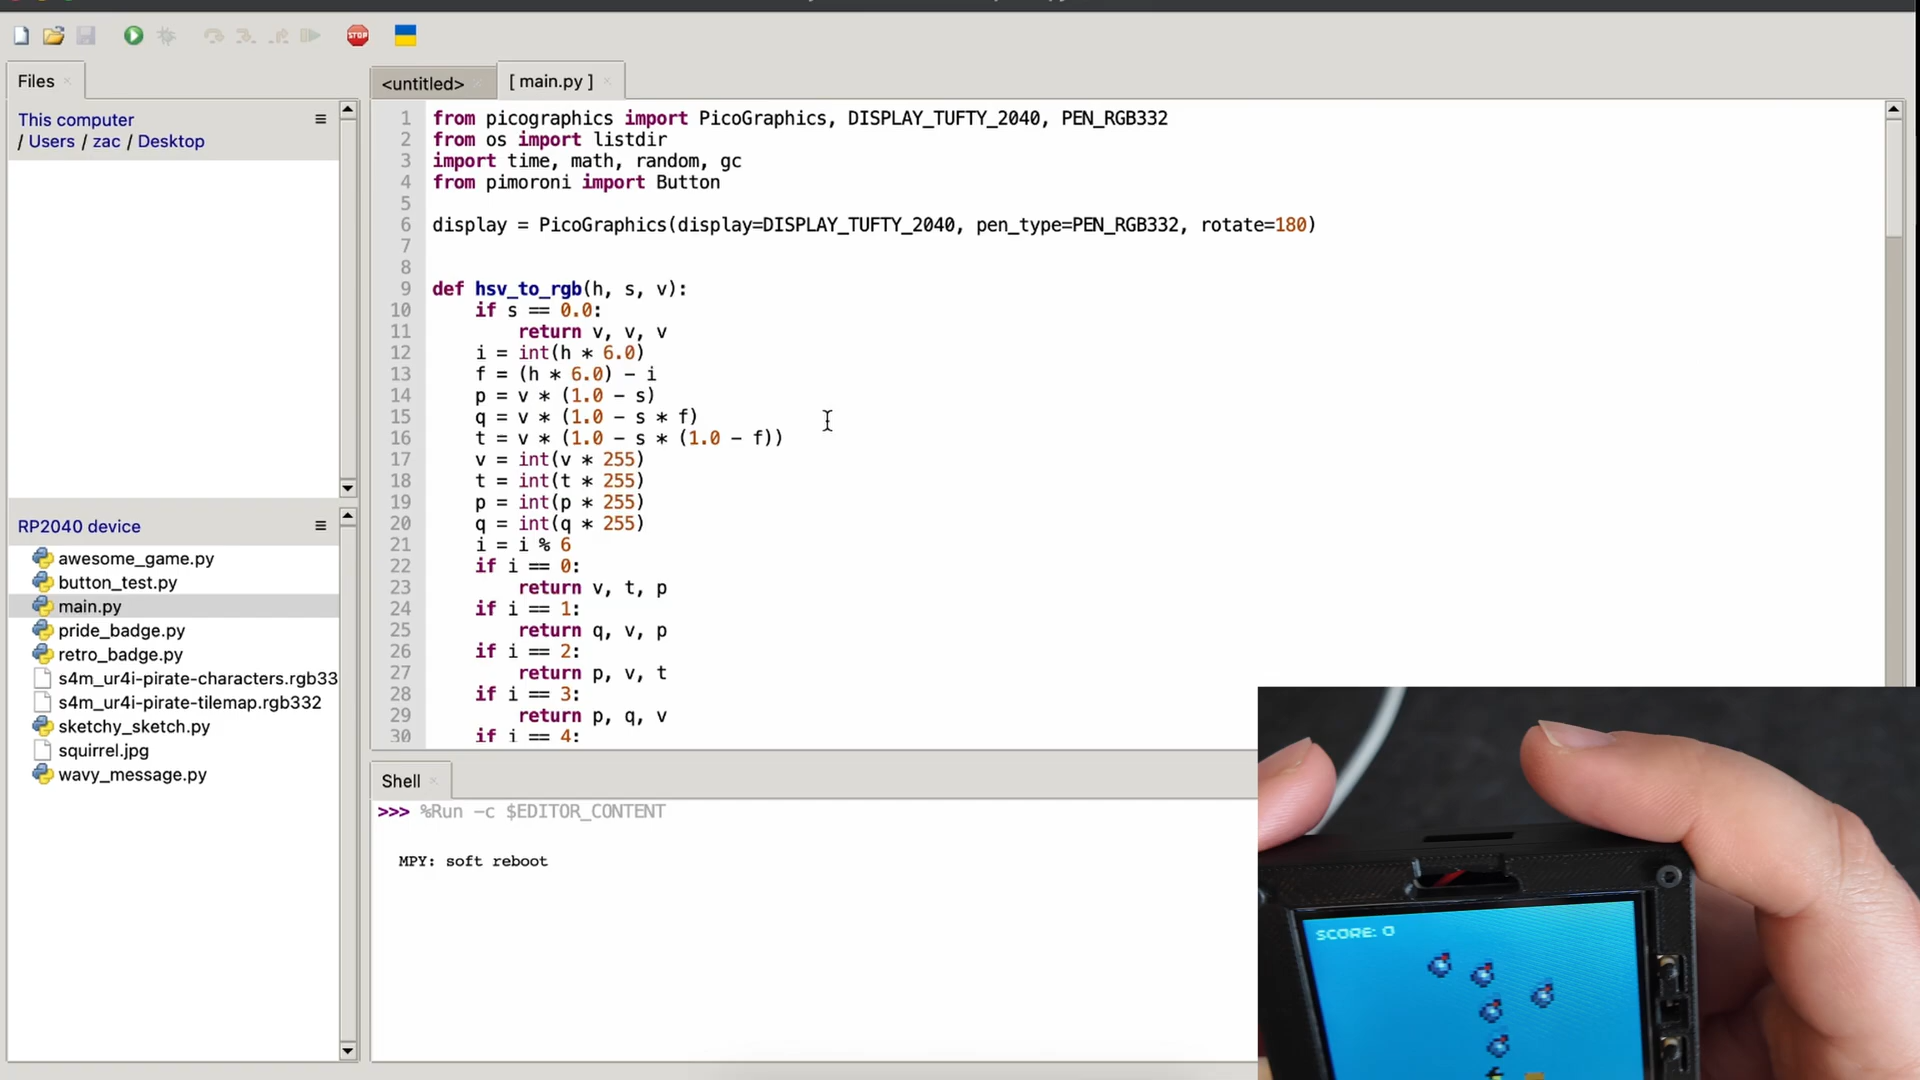 Files
This computer
/ Users / zac / Desktop
RP2040 device
awesome_game.py
button_test.py
main.py
pride_badge.py
retro_badge.py
s4m_ur4i-pirate-characters.rgb33
s4m_ur4i-pirate-tilemap.rgb332
sketchy_sketch.py
squirrel.jpg
wavy_message.py
STOP
<untitled>
[ main.py ]
1 from picographics import PicoGraphics, DISPLAY_TUFTY_2040, PEN_RGB332
2 from os import listdir
3 import time, math, random, gc
4 from pimoroni import Button
5
6 display = PicoGraphics(display=DISPLAY_TUFTY_2040, pen_type=PEN_RGB332, rotate=180)
7
8
9 def hsv_to_rgb(h, s, v):
10 if s == 0.0:
11 return v, v, v
12 i = int(h * 6.0)
13 f = (h * 6.0) - i
14 p = v * (1.0 - s)
15 q = v * (1.0 - s * f)
16 t = v * (1.0 - s * (1.0 - f))
17 v = int(v * 255)
18 t = int(t * 255)
19 p = int(p * 255)
20 q = int(q * 255)
21 i = i % 6
22 if i == 0:
23 return v, t, p
24 if i == 1:
25 return q, v, p
26 if i == 2:
27 return p, v, t
28 if i == 3:
29 return p, q, v
30 if i == 4:
Shell
>>> %Run -c $EDITOR_CONTENT
MPY: soft reboot
SCORE: 0